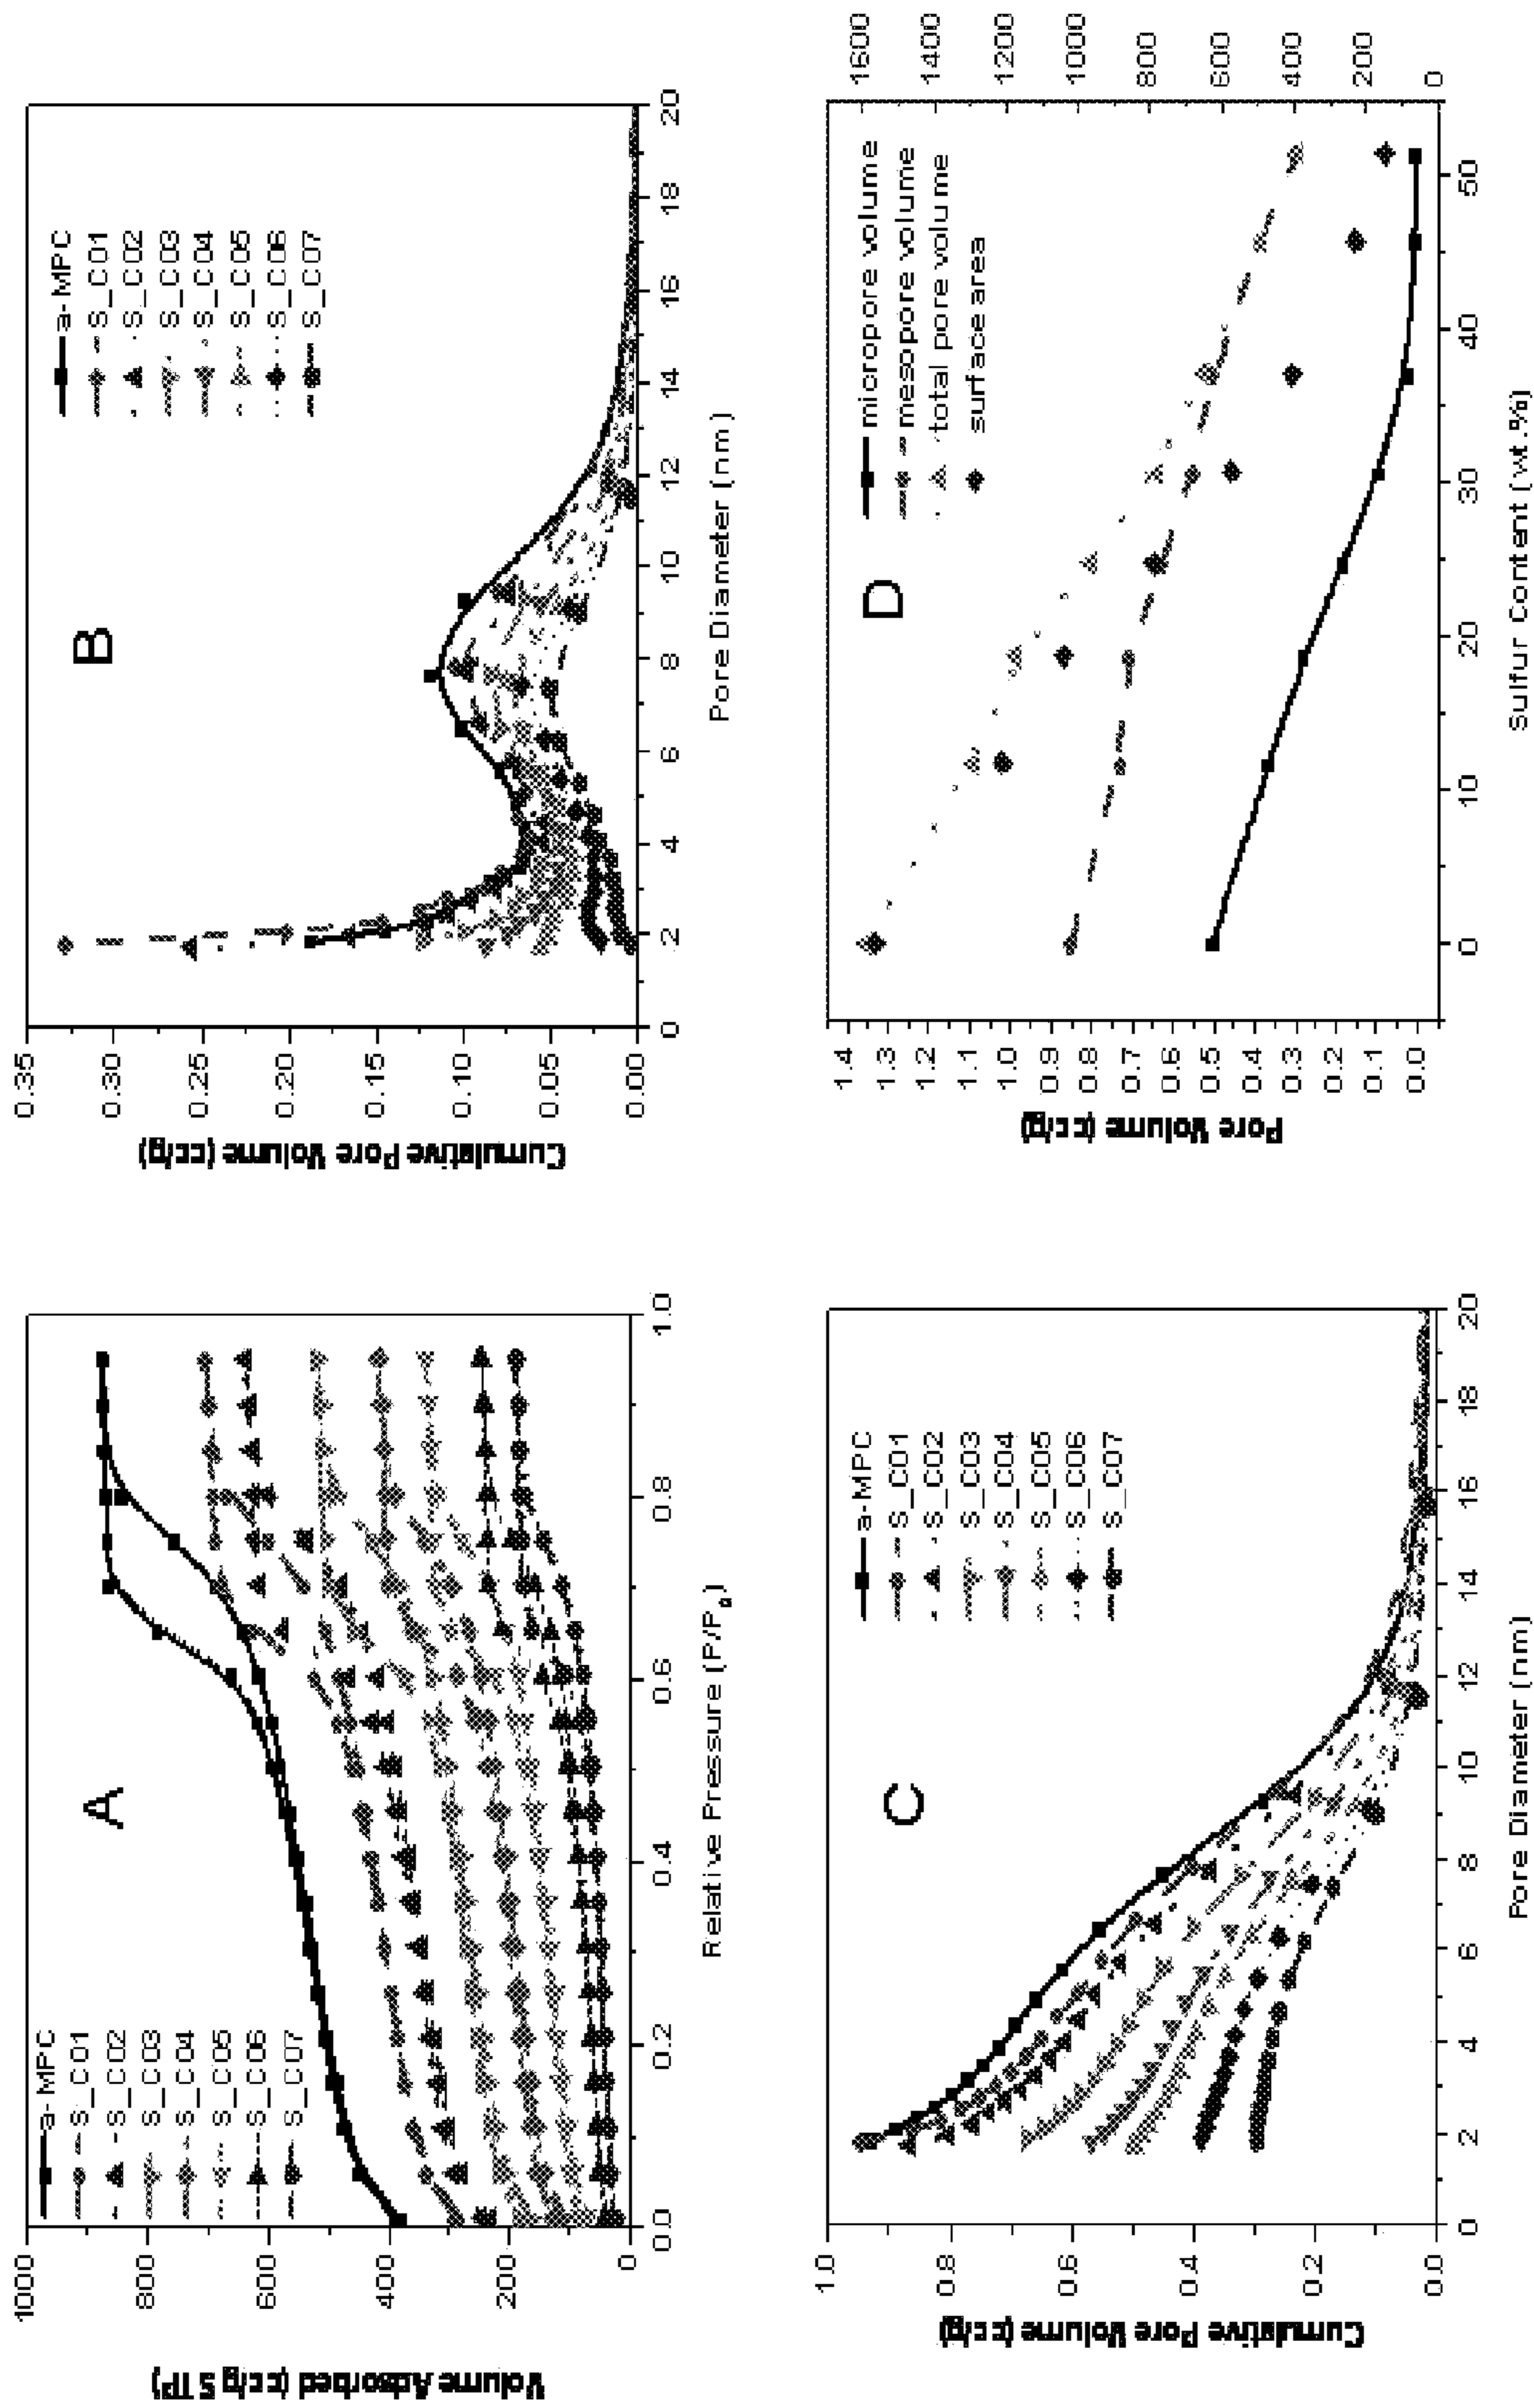 A
1000
800
600
400
200
0
Volume Adsorbed (cc/g STP)
0.0
0.2
0.4
0.6
0.8
1.0
Relative Pressure (P/P0)
a-MPC
S_C01
S_C02
S_C03
S_C04
S_C05
S_C06
S_C07
B
0.35
0.30
0.25
0.20
0.15
0.10
0.05
0.00
Cumulative Pore Volume (cc/g)
0
2
4
6
8
10
12
14
16
18
20
Pore Diameter (nm)
a-MPC
S_C01
S_C02
S_C03
S_C04
S_C05
S_C06
S_C07
C
1.0
0.8
0.6
0.4
0.2
0.0
Cumulative Pore Volume (cc/g)
0
2
4
6
8
10
12
14
16
18
20
Pore Diameter (nm)
a-MPC
S_C01
S_C02
S_C03
S_C04
S_C05
S_C06
S_C07
D
1.4
1.3
1.2
1.1
1.0
0.9
0.8
0.7
0.6
0.5
0.4
0.3
0.2
0.1
0.0
Pore Volume (cc/g)
0
10
20
30
40
50
Sulfur Content (wt.%)
1600
1400
1200
1000
800
600
400
200
0
micropore volume
mesopore volume
total pore volume
surface area